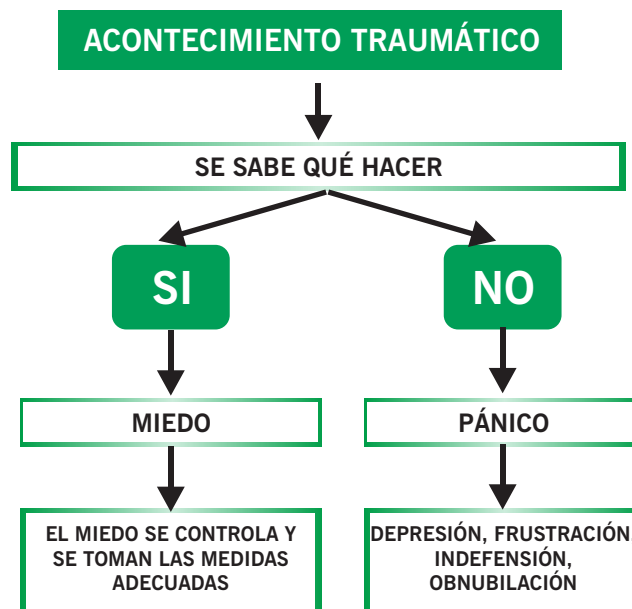 ACONTECIMIENTO TRAUMÁTICO
SE SABE QUÉ HACER
SI
NO
MIEDO
PÁNICO
EL MIEDO SE CONTROLA Y
SE TOMAN LAS MEDIDAS
ADECUADAS
DEPRESIÓN, FRUSTRACIÓN,
INDEFENSIÓN,
OBNUBILACIÓN